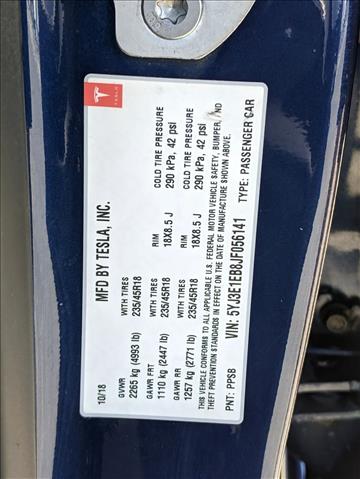 TESLA
MFD BY TESLA, INC.
10/18
GVWR WITH TIRES RIM COLD TIRE PRESSURE
2265 kg (4993 lb) 235/45R18 18X8.5 J 290 kPa, 42 psi
GAWR FRT WITH TIRES RIM COLD TIRE PRESSURE
1110 kg (2447 lb) 235/45R18 18X8.5 J 290 kPa, 42 psi
GAWR RR WITH TIRES RIM COLD TIRE PRESSURE
1257 kg (2771 lb) 235/45R18 18X8.5 J 290 kPa, 42 psi
THIS VEHICLE CONFORMS TO ALL APPLICABLE U.S. FEDERAL MOTOR VEHICLE SAFETY, BUMPER, AND
THEFT PREVENTION STANDARDS IN EFFECT ON THE DATE OF MANUFACTURE SHOWN ABOVE.
VIN: 5YJ3E1EB8JF056141 TYPE: PASSENGER CAR
PNT: PPSB